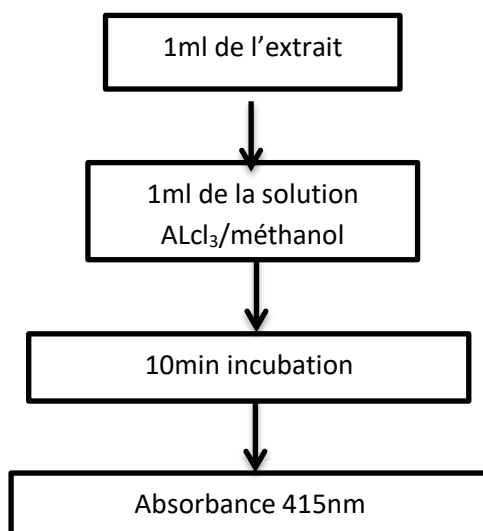 1ml de l’extrait
1ml de la solution
ALcl₃/méthanol
10min incubation
Absorbance 415nm